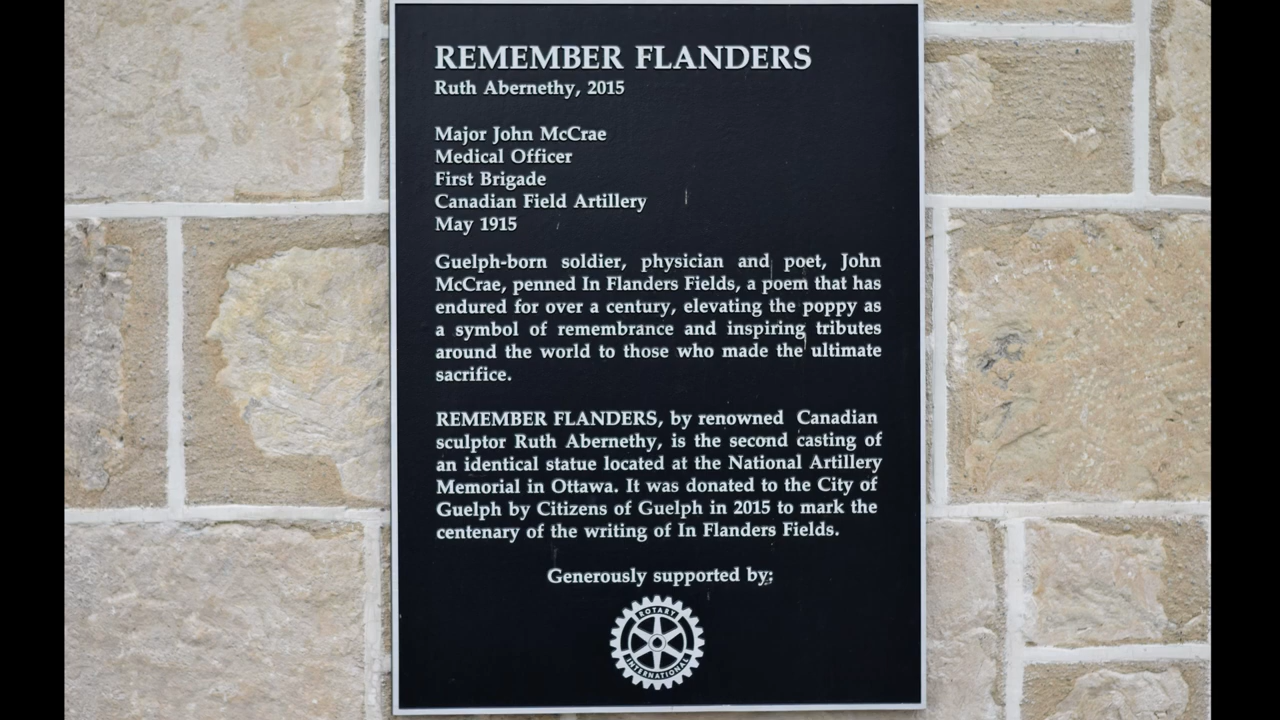 REMEMBER FLANDERS
Ruth Abernethy, 2015
Major John McCrae
Medical Officer
First Brigade
Canadian Field Artillery
May 1915
Guelph-born soldier, physician and poet, John
McCrae, penned In Flanders Fields, a poem that has
endured for over a century, elevating the poppy as
a symbol of remembrance and inspiring tributes
around the world to those who made the ultimate
sacrifice.
REMEMBER FLANDERS, by renowned Canadian
sculptor Ruth Abernethy, is the second casting of
an identical statue located at the National Artillery
Memorial in Ottawa. It was donated to the City of
Guelph by Citizens of Guelph in 2015 to mark the
centenary of the writing of In Flanders Fields.
Generously supported by:
ROTARY
INTERNATIONAL